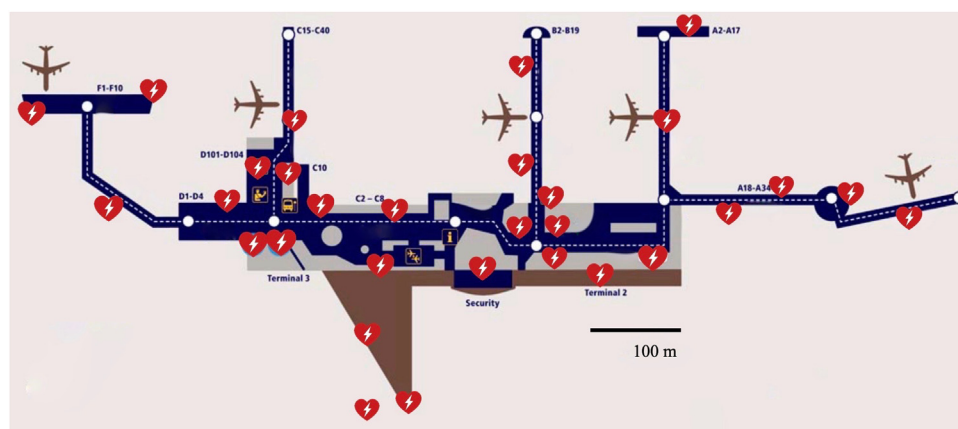 C15-C40
B2-B19
A2-A17
F1-F10
D101-D104
C10
D1-D4
C2 – C8
A18-A34
i
Terminal 3
Security
Terminal 2
100 m